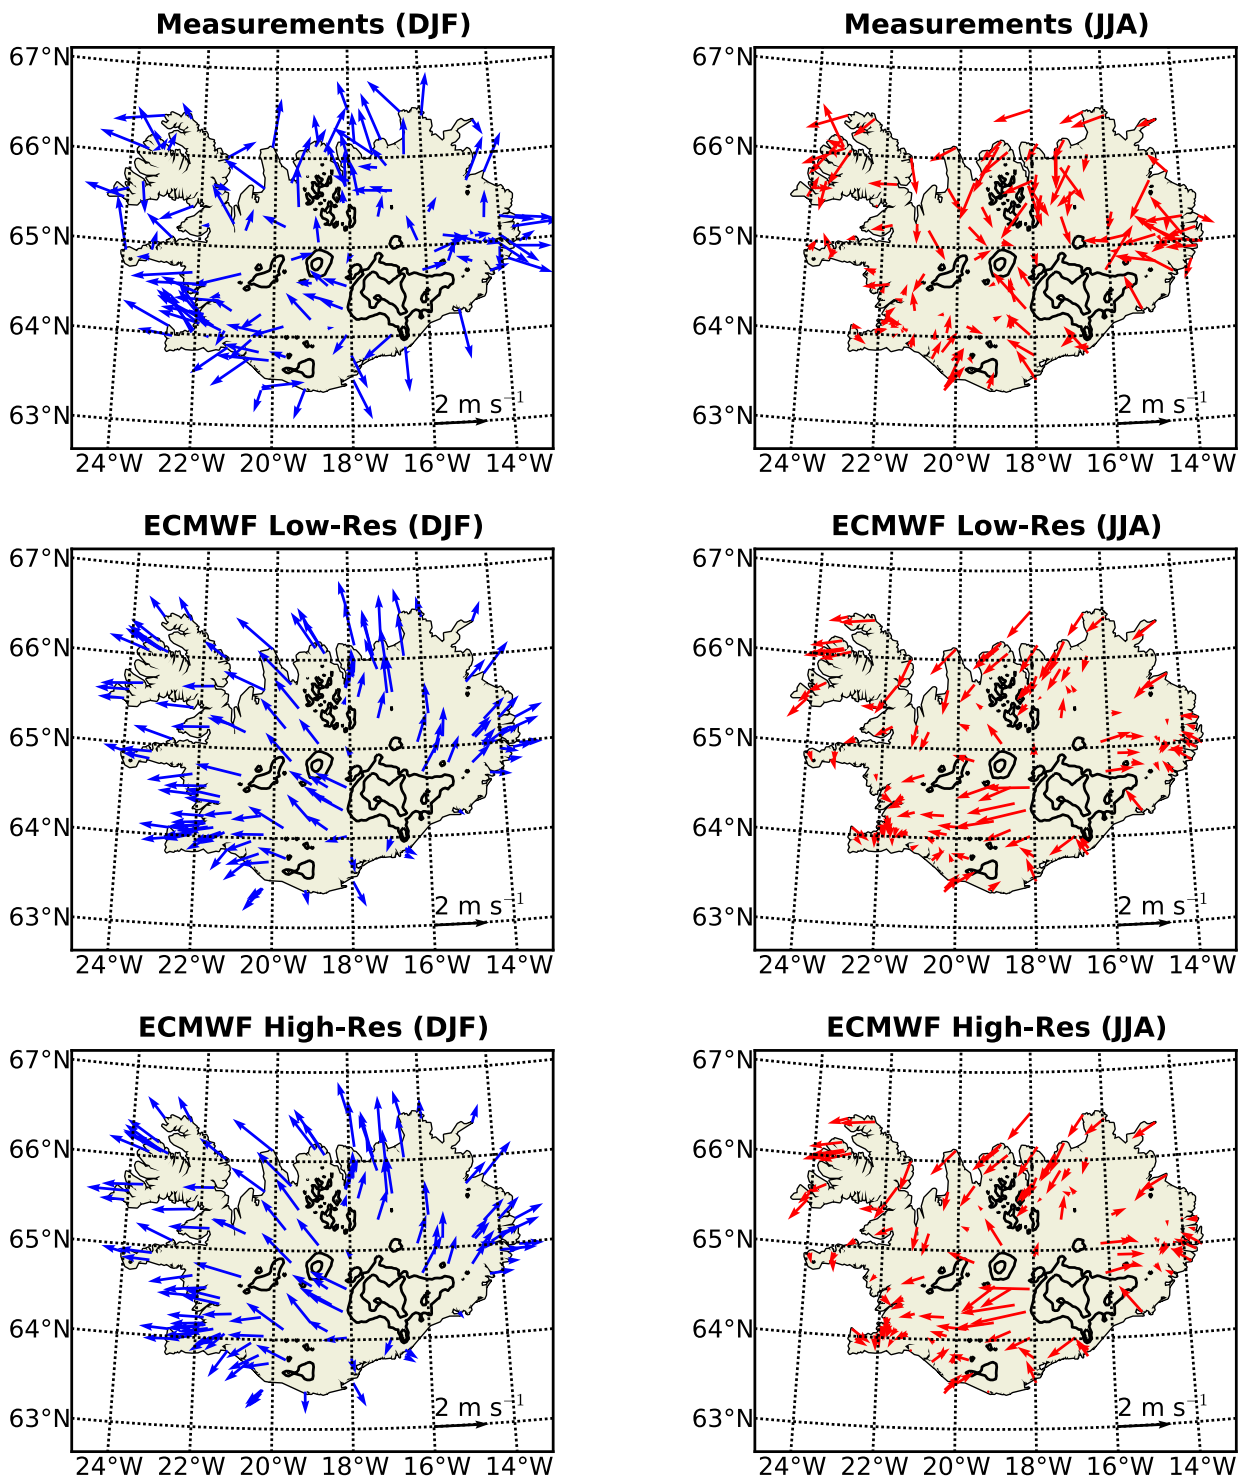 Measurements (DJF)
Measurements (JJA)
67°N
66°N
65°N
64°N
63°N
2 m s⁻¹
24°W 22°W 20°W 18°W 16°W 14°W
67°N
66°N
65°N
64°N
63°N
2 m s⁻¹
24°W 22°W 20°W 18°W 16°W 14°W
ECMWF Low-Res (DJF)
ECMWF Low-Res (JJA)
67°N
66°N
65°N
64°N
63°N
2 m s⁻¹
24°W 22°W 20°W 18°W 16°W 14°W
67°N
66°N
65°N
64°N
63°N
2 m s⁻¹
24°W 22°W 20°W 18°W 16°W 14°W
ECMWF High-Res (DJF)
ECMWF High-Res (JJA)
67°N
66°N
65°N
64°N
63°N
2 m s⁻¹
24°W 22°W 20°W 18°W 16°W 14°W
67°N
66°N
65°N
64°N
63°N
2 m s⁻¹
24°W 22°W 20°W 18°W 16°W 14°W